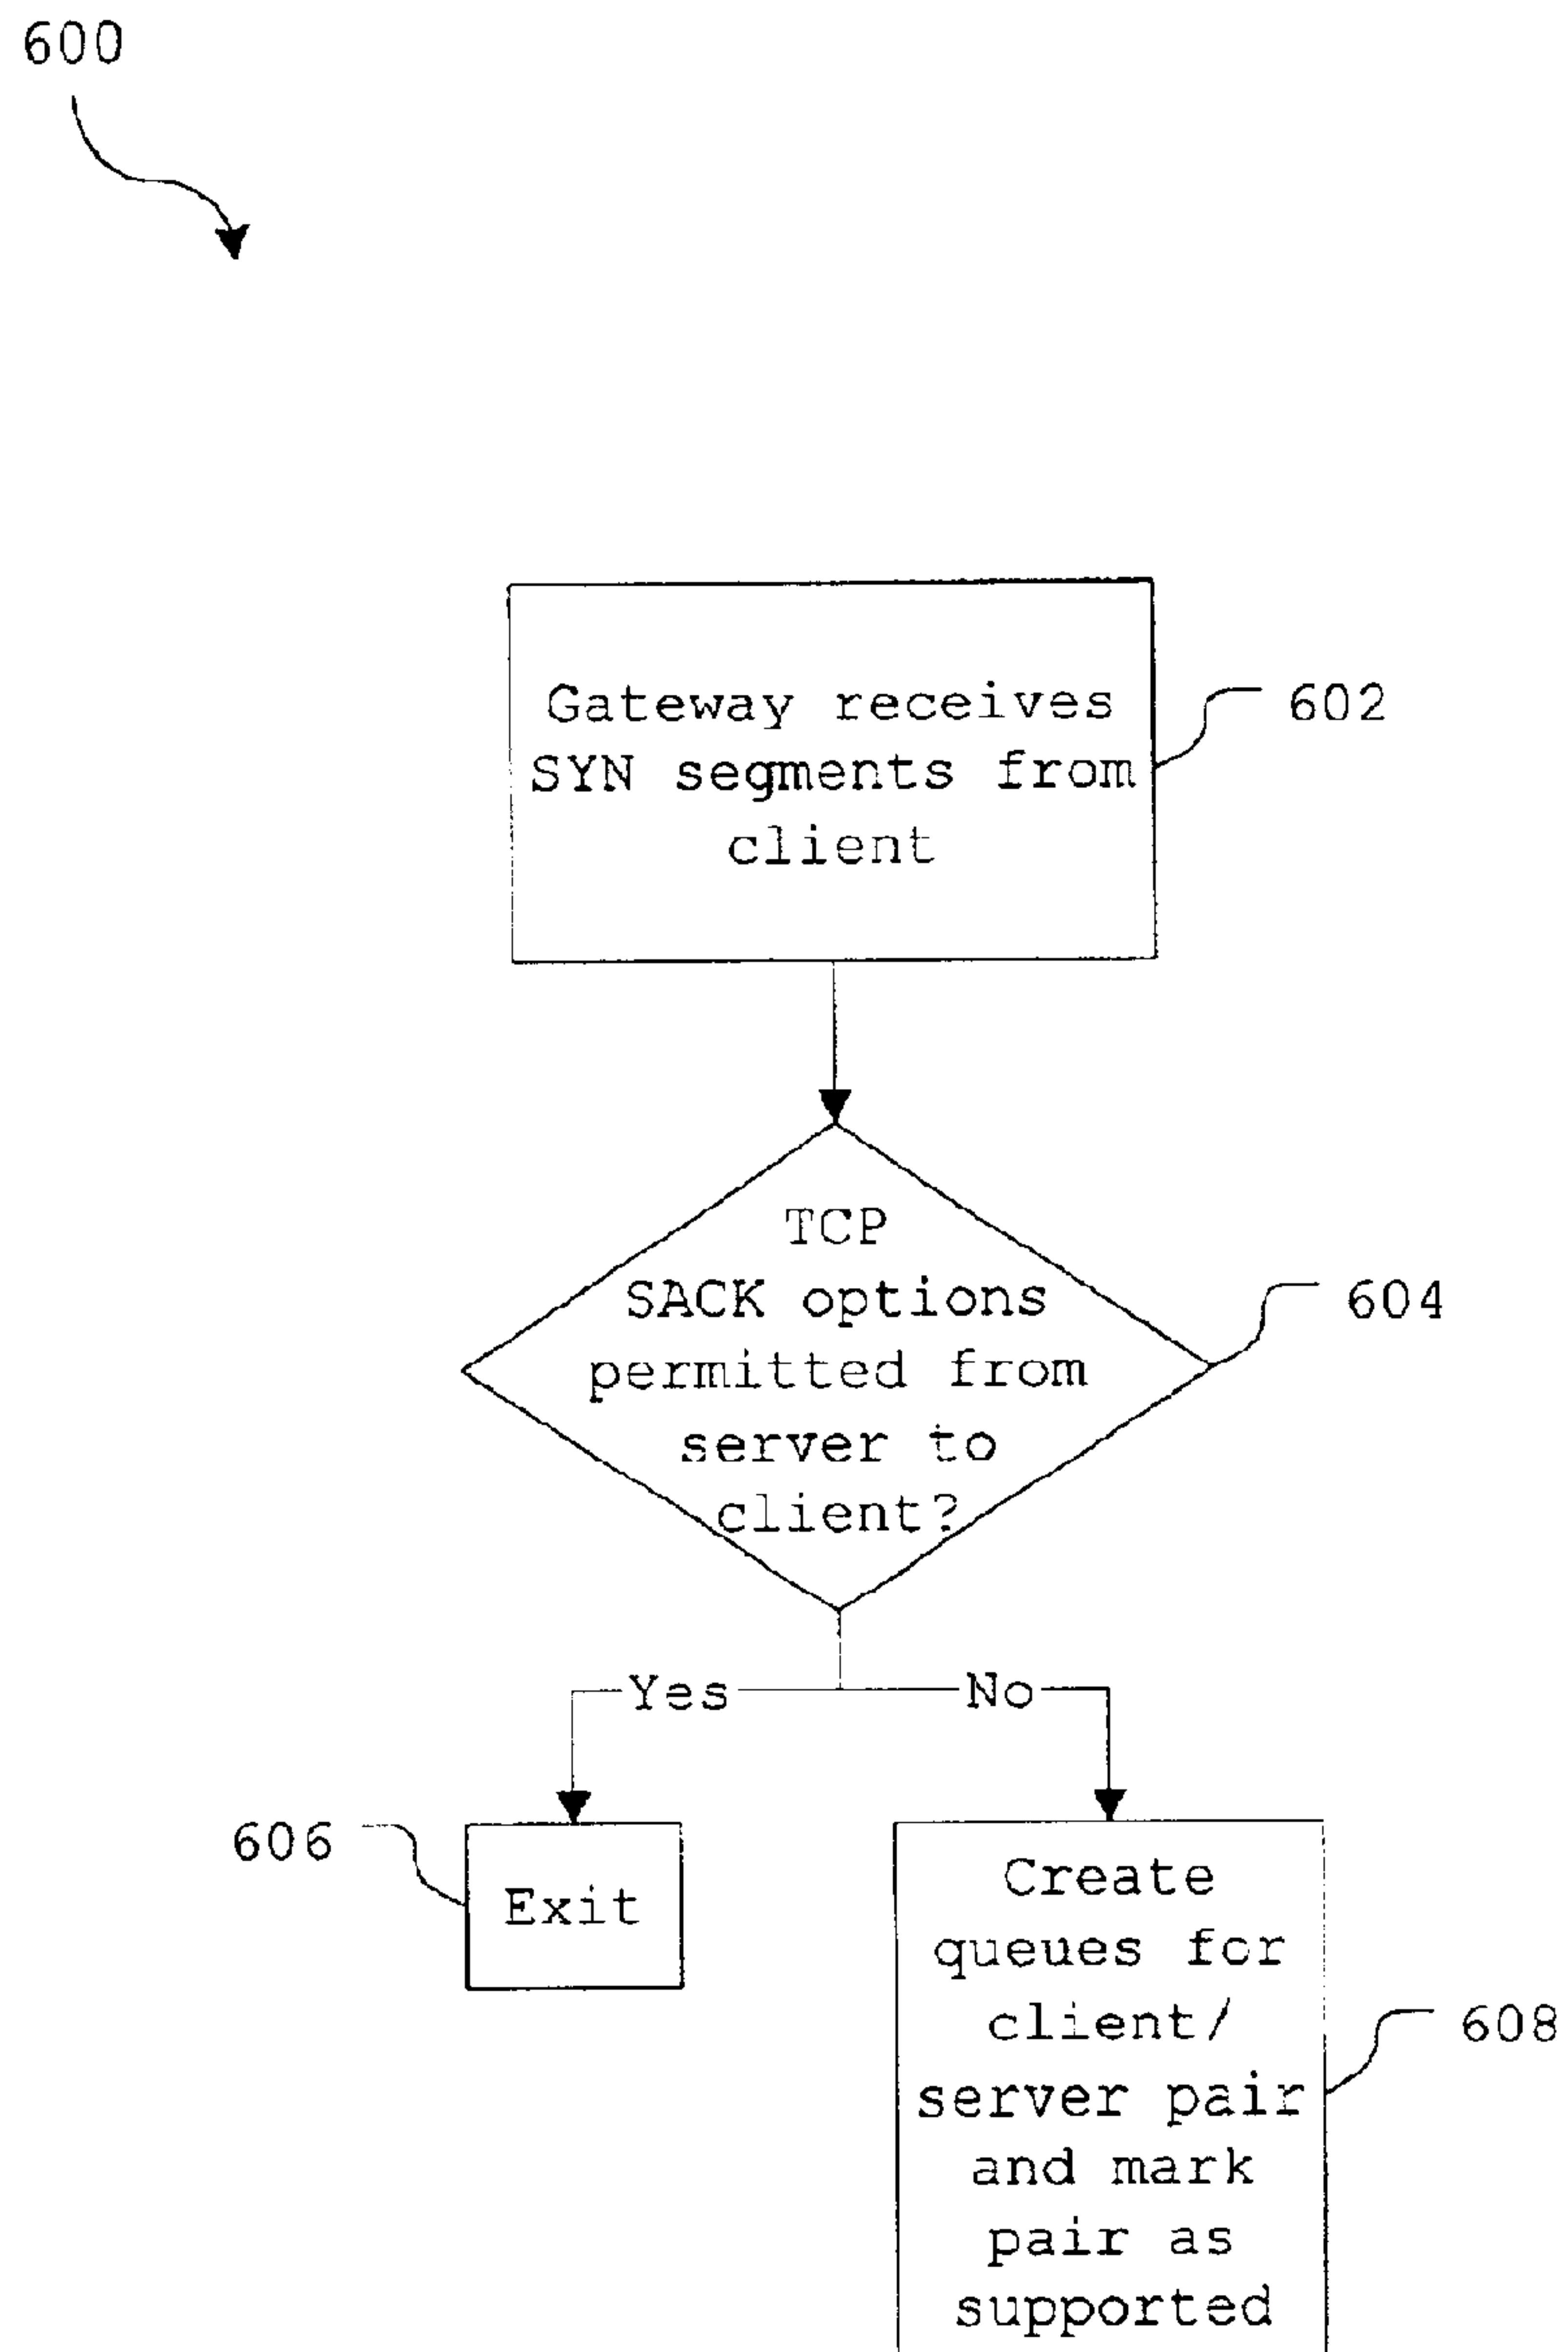 600
Gateway receives
SYN segments from
client
602
TCP
SACK options
permitted from
server to
client?
604
Yes
No
606
Exit
Create
queues for
client/
server pair
and mark
pair as
supported
608